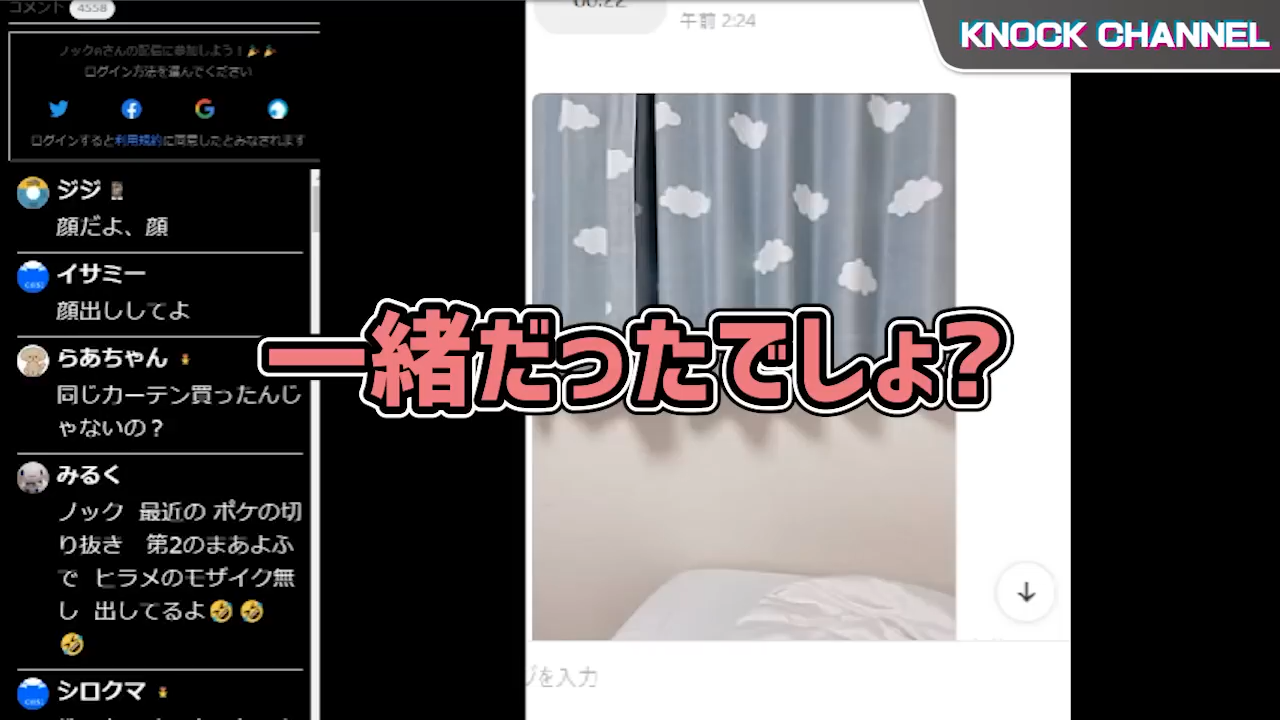 コメント 4558
ノックnさんの配信に参加しよう！🎉🎉
ログイン方法を選んでください
ログインすると利用規約に同意したとみなされます
ジジ
顔だよ、顔
イサミー
顔出ししてよ
らあちゃん
同じカーテン買ったんじ
ゃないの？
みるく
ノック 最近の ポケの切
り抜き 第2のまあよふ
で ヒラメのモザイク無
し 出してるよ🤣🤣
🤣
シロクマ
00:22
午前 2:24
KNOCK CHANNEL
一緒だったでしょ?
ジを入力